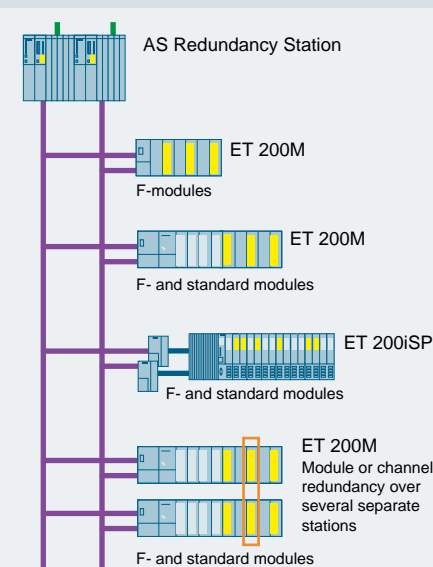 AS Redundancy Station
ET 200M
F-modules
ET 200M
F- and standard modules
ET 200iSP
F- and standard modules
ET 200M
Module or channel
redundancy over
several separate
stations
F- and standard modules